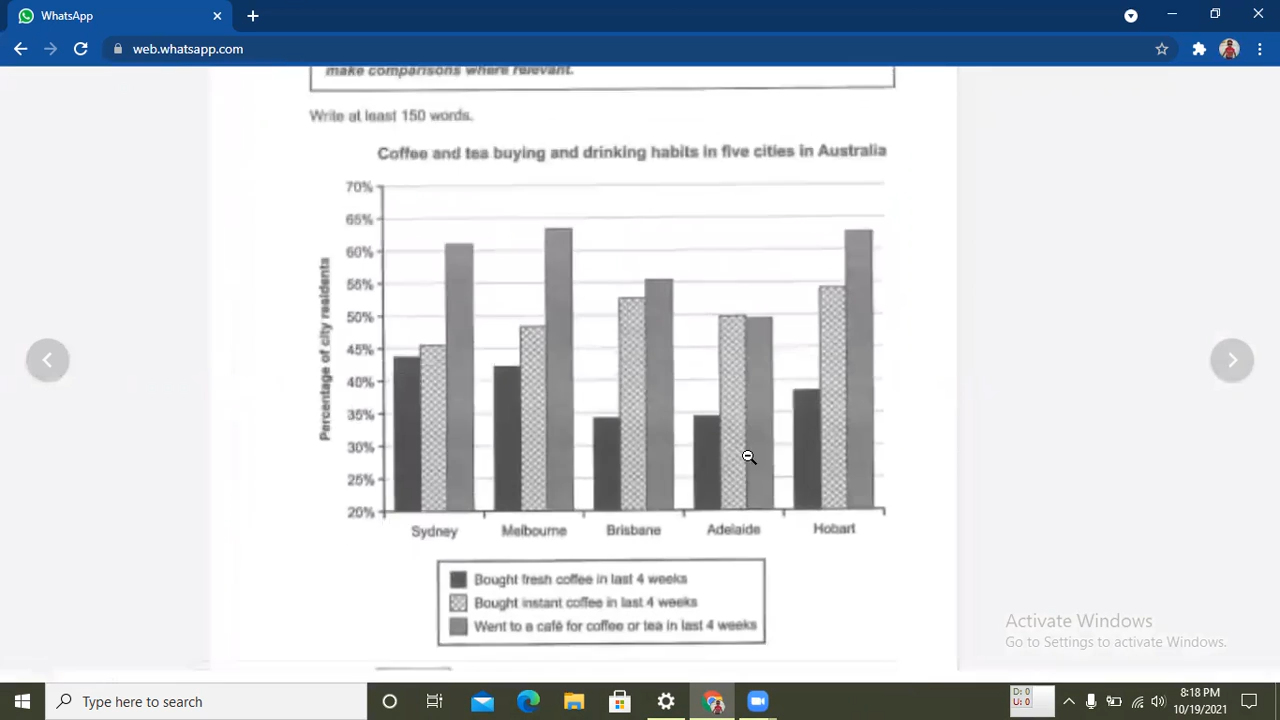 WhatsApp
web.whatsapp.com
make comparisons where relevant.
Write at least 150 words.
Coffee and tea buying and drinking habits in five cities in Australia
70%
65%
60%
55%
50%
45%
40%
35%
30%
25%
20%
Percentage of city residents
Sydney
Melbourne
Brisbane
Adelaide
Hobart
Bought fresh coffee in last 4 weeks
Bought instant coffee in last 4 weeks
Went to a café for coffee or tea in last 4 weeks
Activate Windows
Go to Settings to activate Windows.
Type here to search
D: 0
U: 0
8:18 PM
10/19/2021